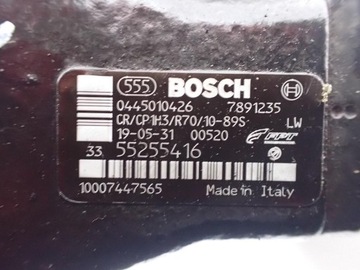 555 BOSCH
0445010426 7891235
CR/CP1H3/R70/10-89S LW
19-05-31 00520 FPT
33 55255416
10007447565 Made in Italy